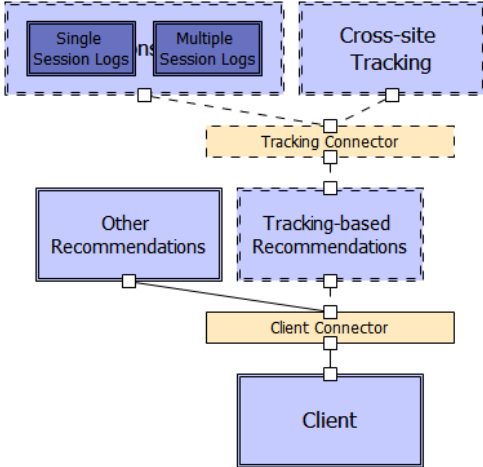 Single
Session Logs
Multiple
Session Logs
Cross-site
Tracking
Tracking Connector
Other
Recommendations
Tracking-based
Recommendations
Client Connector
Client